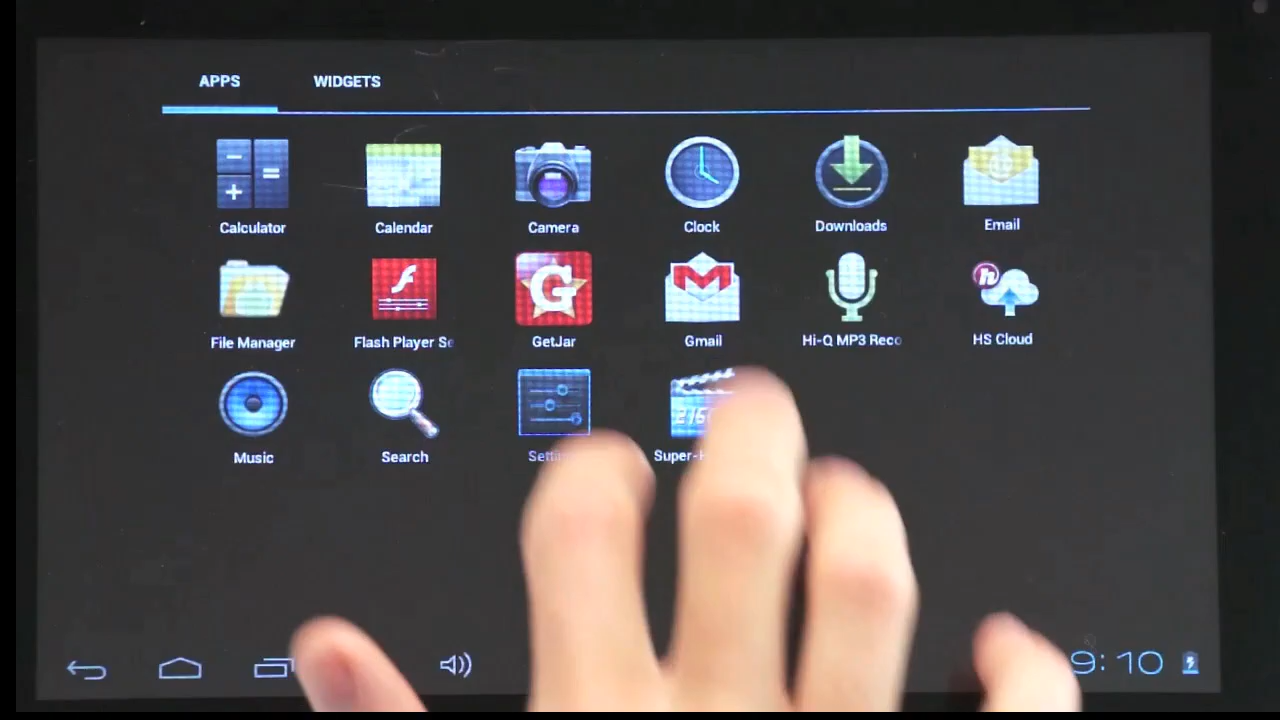 APPS WIDGETS
Calculator Calendar Camera Clock Downloads Email
File Manager Flash Player Se GetJar Gmail Hi-Q MP3 Reco HS Cloud
Music Search Settin Super-H
9:10